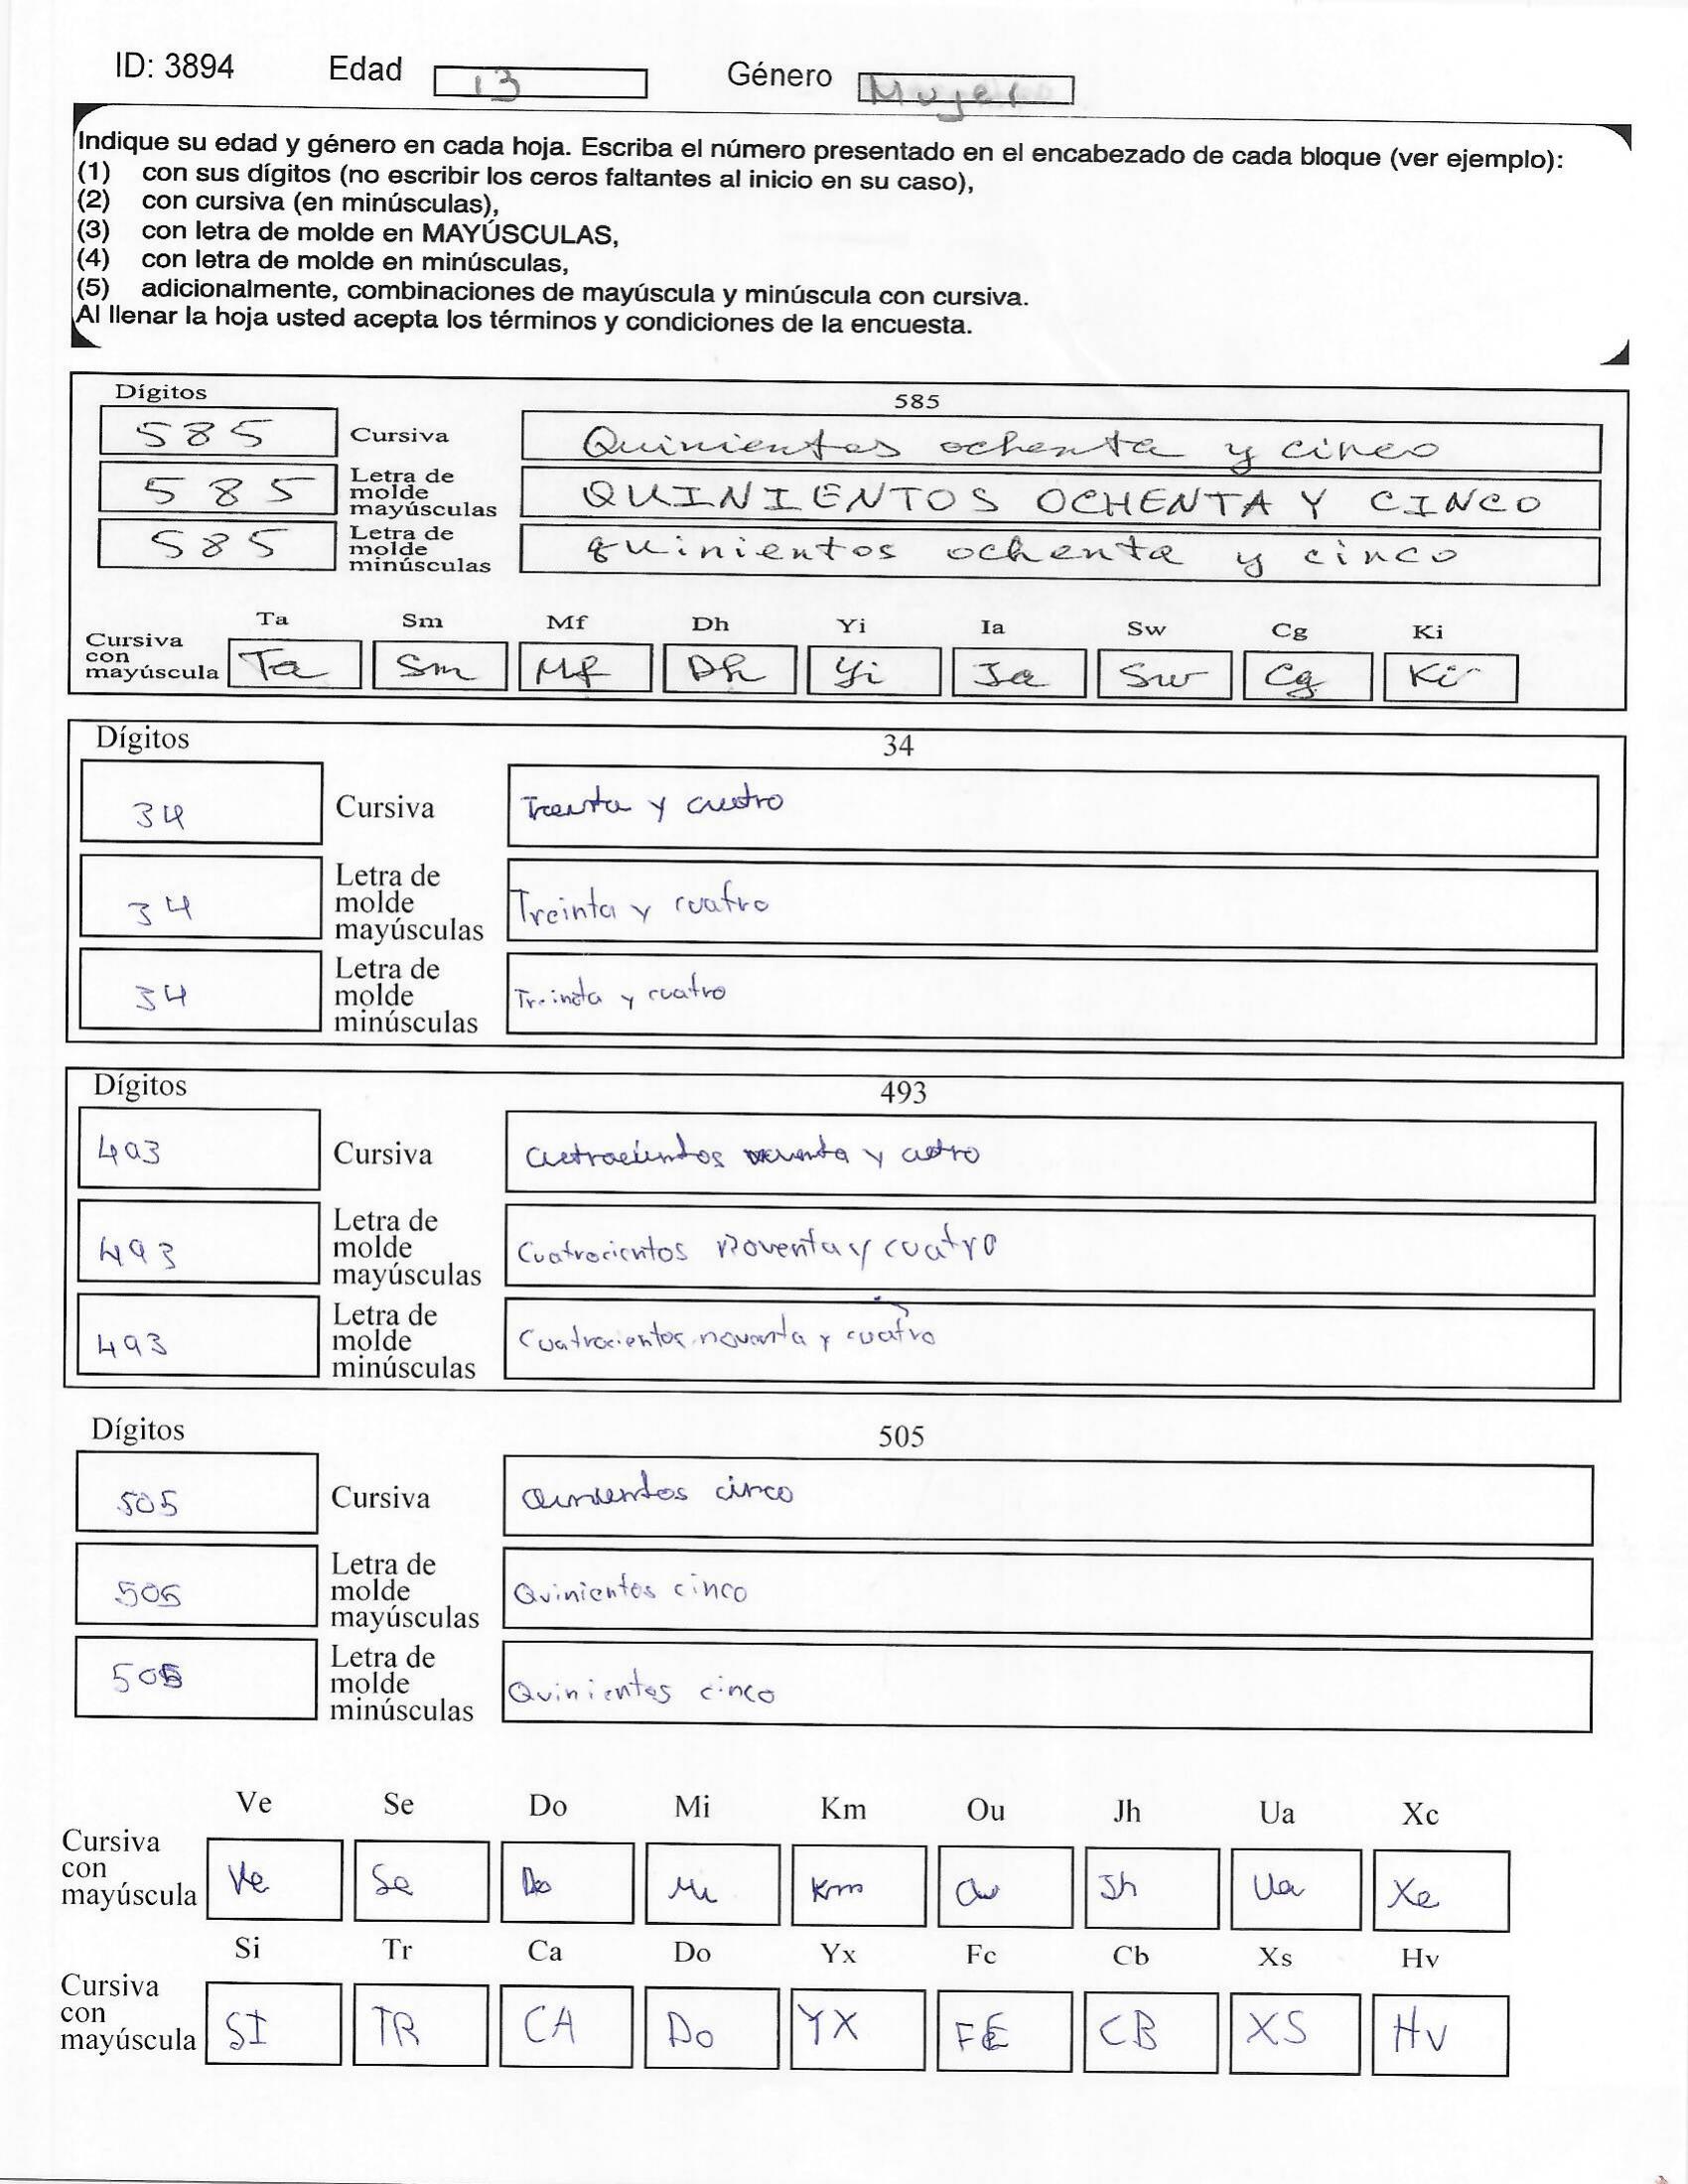 ID: 3894 Edad 13 Género Mujer
Indique su edad y género en cada hoja. Escriba el número presentado en el encabezado de cada bloque (ver ejemplo):
(1) con sus dígitos (no escribir los ceros faltantes al inicio en su caso),
(2) con cursiva (en minúsculas),
(3) con letra de molde en MAYÚSCULAS,
(4) con letra de molde en minúsculas,
(5) adicionalmente, combinaciones de mayúscula y minúscula con cursiva.
Al llenar la hoja usted acepta los términos y condiciones de la encuesta.
Dígitos 585
585 Cursiva Quinientos ochenta y cinco
585 Letra de molde mayúsculas QUINIENTOS OCHENTA Y CINCO
585 Letra de molde minúsculas quinientos ochenta y cinco
Ta Sm Mf Dh Yi Ia Sw Cg Ki
Cursiva con mayúscula Ta Sm Mf Dh Yi Ia Sw Cg Ki
Dígitos 34
34 Cursiva y
34 Letra de molde mayúsculas Treinta y cuatro
34 Letra de molde minúsculas y cuatro
Dígitos 493
493 Cursiva y
493 Letra de molde mayúsculas Cuatrocientos Noventa y cuatro
493 Letra de molde minúsculas Cuatrocientos noventa y cuatro
Dígitos 505
505 Cursiva cinco
505 Letra de molde mayúsculas Quinientos cinco
505 Letra de molde minúsculas Quinientos cinco
Ve Se Do Mi Km Ou Jh Ua Xc
Cursiva con mayúscula Ve Se Do Mi Km Ou Jh Ua Xe
Si Tr Ca Do Yx Fc Cb Xs Hv
Cursiva con mayúscula SI TR CA Do YX FE CB XS Hv